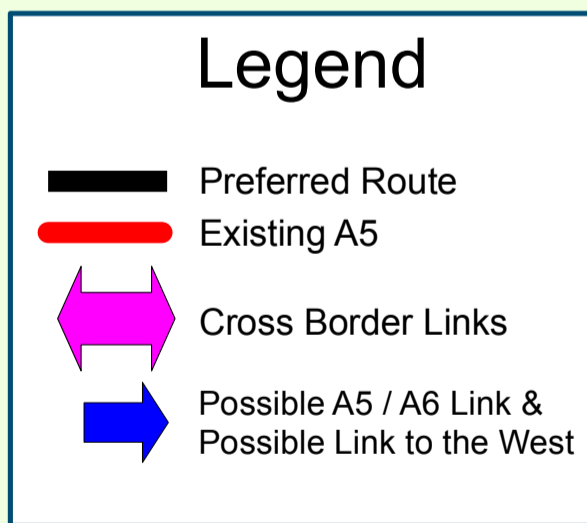 Legend
Preferred Route
Existing A5
Cross Border Links
Possible A5 / A6 Link &
Possible Link to the West